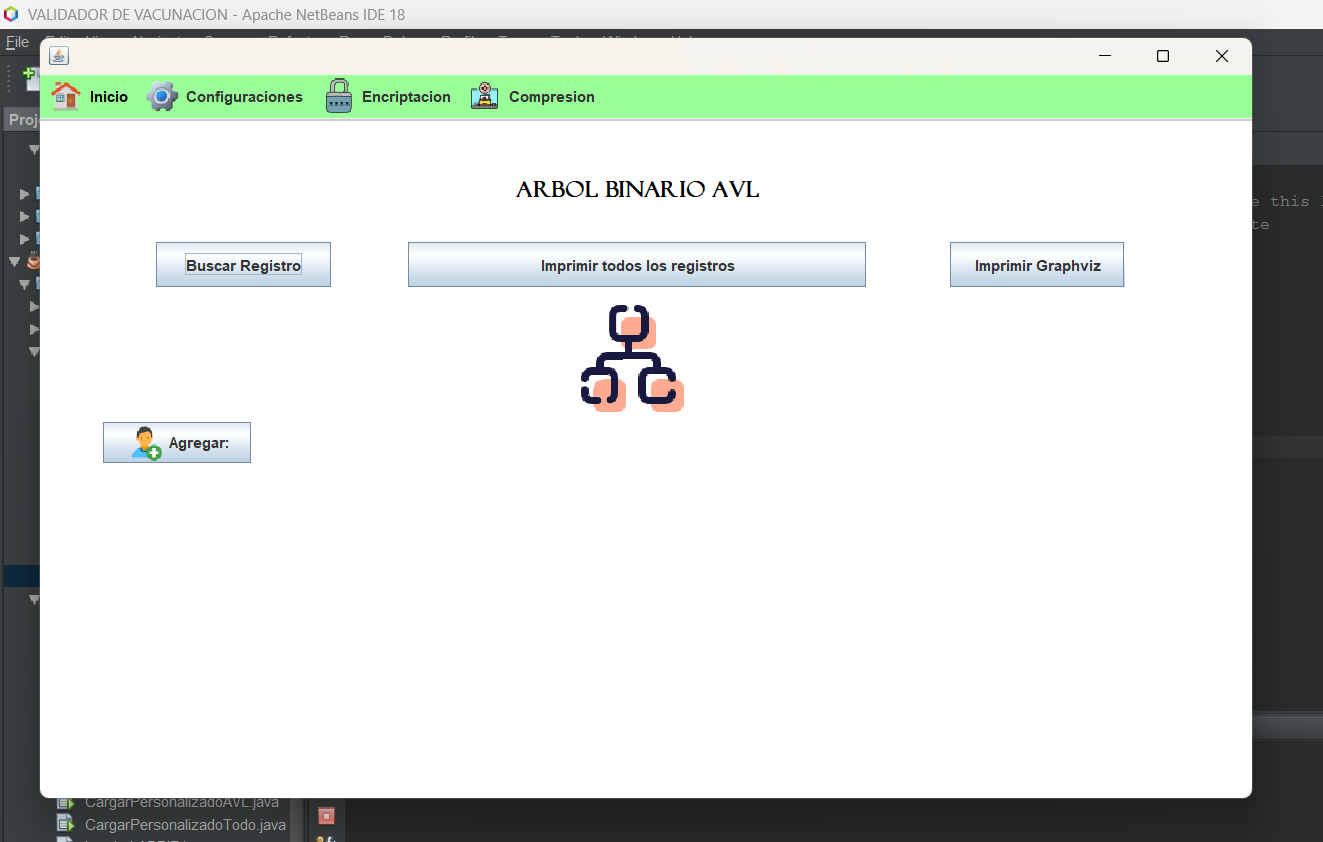 VALIDADOR DE VACUNACION - Apache NetBeans IDE 18
File
Inicio Configuraciones Encriptacion Compresion
Proj
e this
te
ARBOL BINARIO AVL
Buscar Registro Imprimir todos los registros Imprimir Graphviz
Agregar:
CargarPersonalizadoAVL.java
CargarPersonalizadoTodo.java